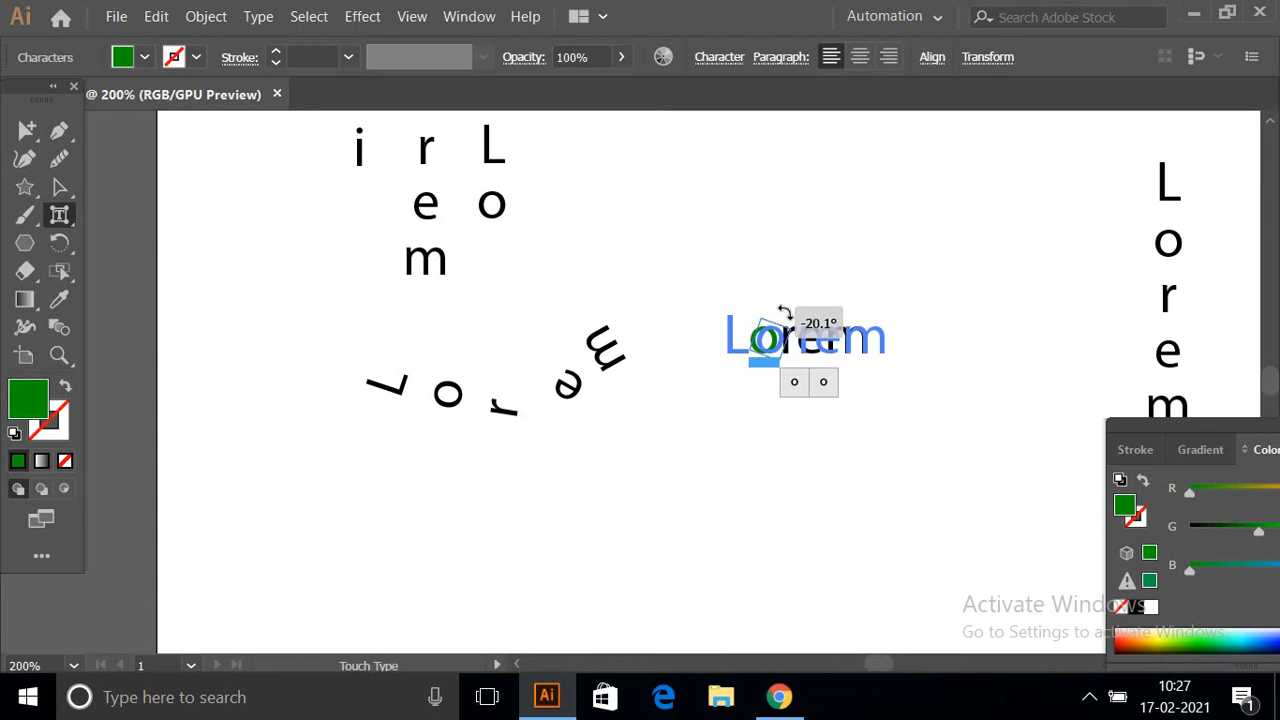 Ai File Edit Object Type Select Effect View Window Help Automation Search Adobe Stock
Characters Stroke: Opacity: 100% Character Paragraph: Align Transform
@ 200% (RGB/GPU Preview)
i r L
e o
m
L
o
r
e
m
-20.1°
Lorem
o o
L o r e m
Stroke Gradient Color
R
G
B
Activate Windows
Go to Settings to activate Windows.
200% 1 Touch Type
Type here to search
Ai
10:27
17-02-2021
1